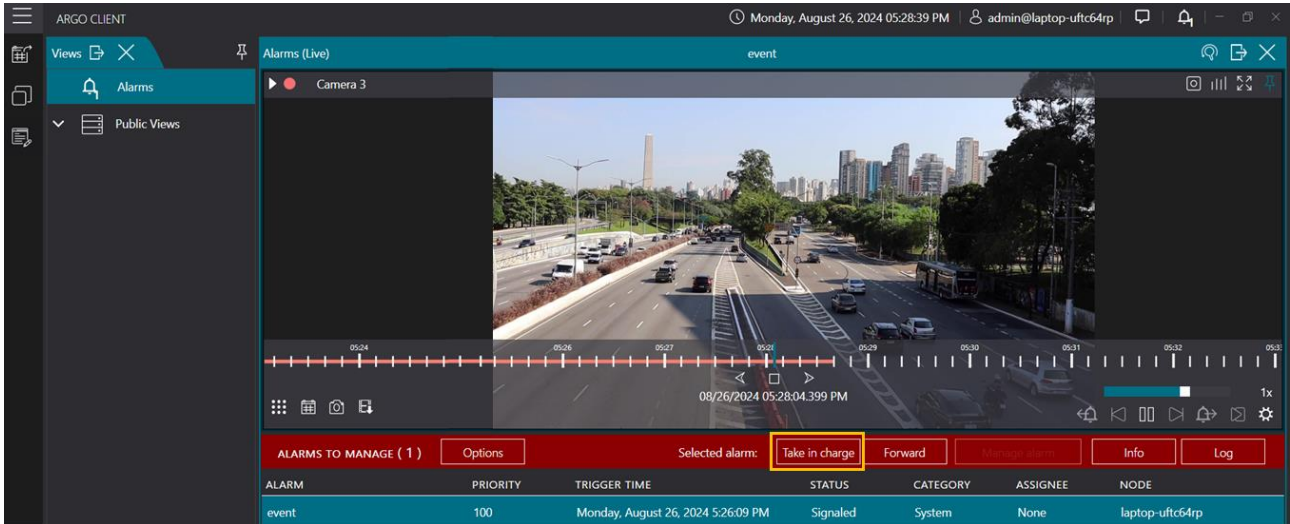 ARGO CLIENT
Monday, August 26, 2024 05:28:39 PM
admin@laptop-uftc64rp
Views
Alarms (Live)
event
Alarms
Camera 3
Public Views
05:24
05:26
05:27
05:28
05:29
05:30
05:31
05:32
05:33
08/26/2024 05:28:04.399 PM
1x
ALARMS TO MANAGE ( 1 )
Options
Selected alarm:
Take in charge
Forward
Manage alarm
Info
Log
ALARM PRIORITY TRIGGER TIME STATUS CATEGORY ASSIGNEE NODE
event 100 Monday, August 26, 2024 5:26:09 PM Signaled System None laptop-uftc64rp